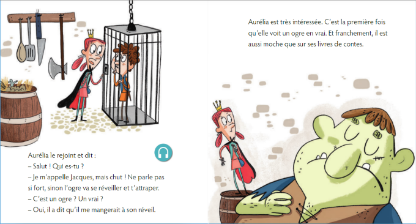 Aurélia le rejoint et dit :
– Salut ! Qui es-tu ?
– Je m'appelle Jacques, mais chut ! Ne parle pas
si fort, sinon l'ogre va se réveiller et t'attraper.
– C'est un ogre ? Un vrai ?
– Oui, il a dit qu'il me mangerait à son réveil.
Aurélia est très intéressée. C'est la première fois
qu'elle voit un ogre en vrai. Et franchement, il est
aussi moche que sur ses livres de contes.